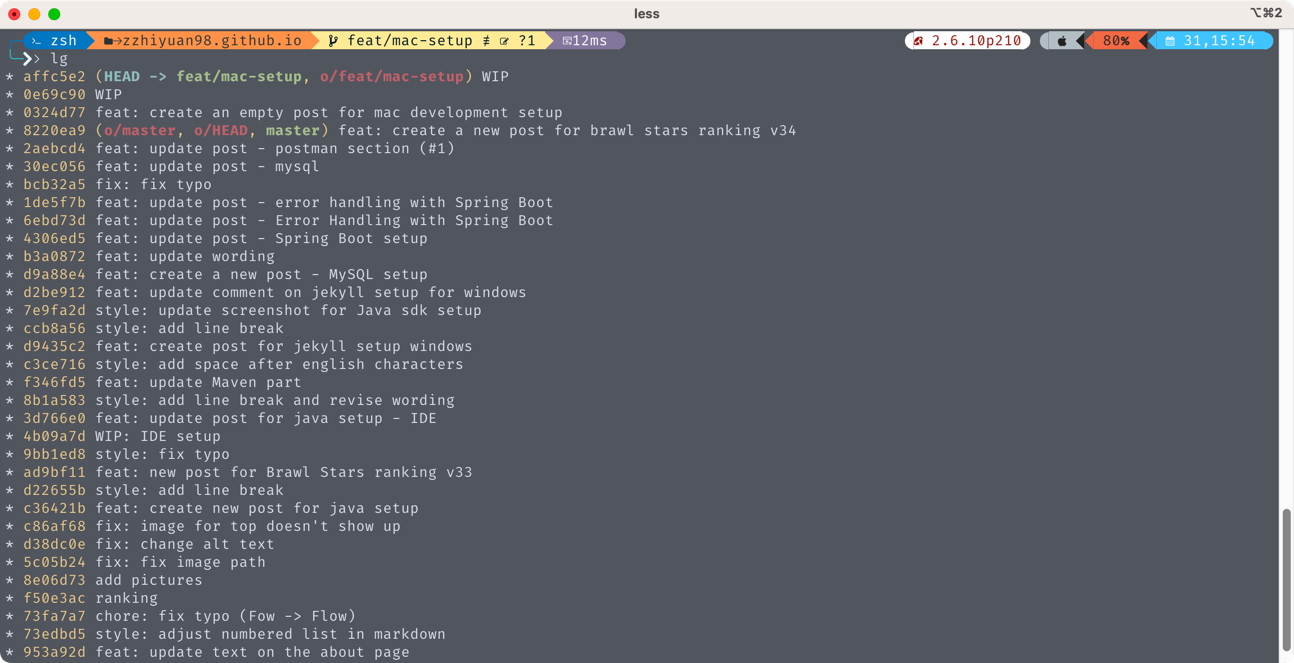 less
⌥⌘2
zsh →zzhiyuan98.github.io feat/mac-setup ≢ ?1 12ms 2.6.10p210 80% 31,15:54
lg
* affc5e2 (HEAD -> feat/mac-setup, o/feat/mac-setup) WIP
* 0e69c90 WIP
* 0324d77 feat: create an empty post for mac development setup
* 8220ea9 (o/master, o/HEAD, master) feat: create a new post for brawl stars ranking v34
* 2aebcd4 feat: update post - postman section (#1)
* 30ec056 feat: update post - mysql
* bcb32a5 fix: fix typo
* 1de5f7b feat: update post - error handling with Spring Boot
* 6ebd73d feat: update post - Error Handling with Spring Boot
* 4306ed5 feat: update post - Spring Boot setup
* b3a0872 feat: update wording
* d9a88e4 feat: create a new post - MySQL setup
* d2be912 feat: update comment on jekyll setup for windows
* 7e9fa2d style: update screenshot for Java sdk setup
* ccb8a56 style: add line break
* d9435c2 feat: create post for jekyll setup windows
* c3ce716 style: add space after english characters
* f346fd5 feat: update Maven part
* 8b1a583 style: add line break and revise wording
* 3d766e0 feat: update post for java setup - IDE
* 4b09a7d WIP: IDE setup
* 9bb1ed8 style: fix typo
* ad9bf11 feat: new post for Brawl Stars ranking v33
* d22655b style: add line break
* c36421b feat: create new post for java setup
* c86af68 fix: image for top doesn't show up
* d38dc0e fix: change alt text
* 5c05b24 fix: fix image path
* 8e06d73 add pictures
* f50e3ac ranking
* 73fa7a7 chore: fix typo (Fow -> Flow)
* 73edbd5 style: adjust numbered list in markdown
* 953a92d feat: update text on the about page